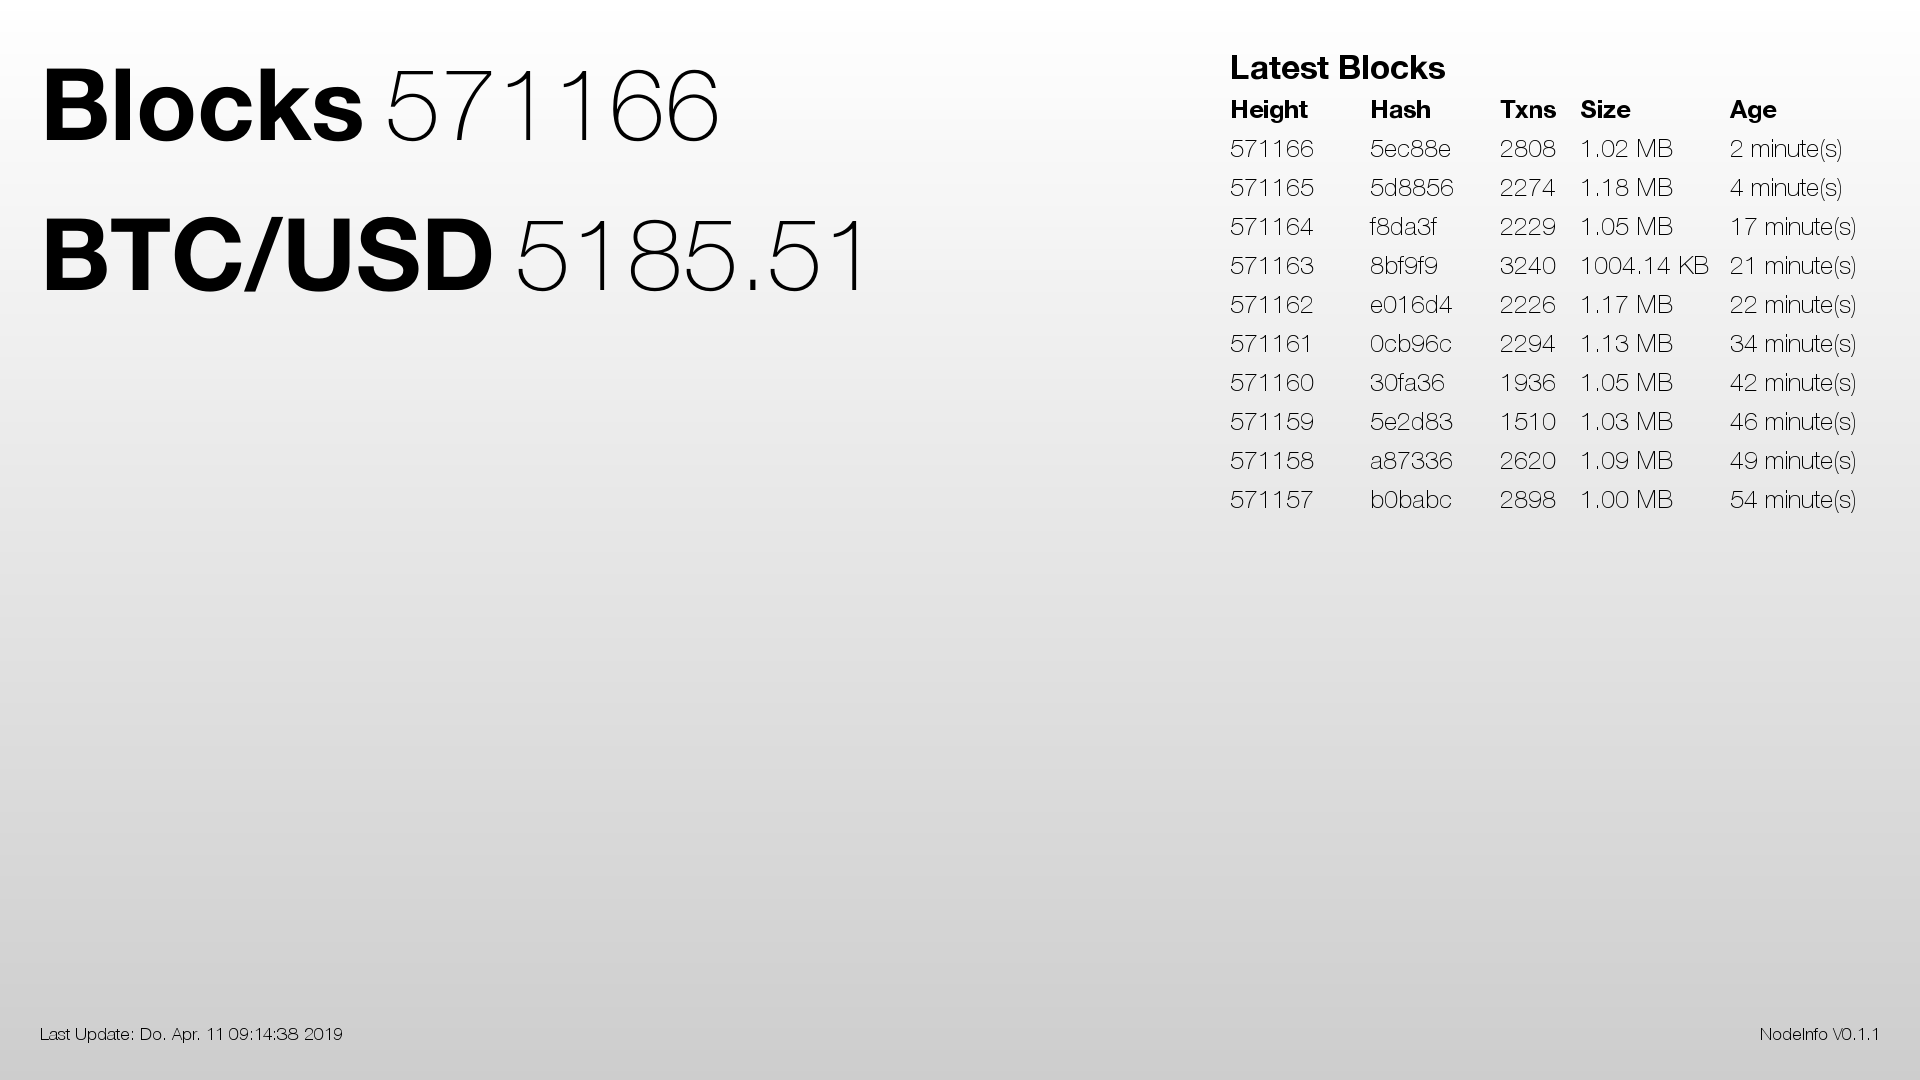 Blocks 571166
BTC/USD 5185.51
Latest Blocks
Height Hash Txns Size Age
571166 5ec88e 2808 1.02 MB 2 minute(s)
571165 5d8856 2274 1.18 MB 4 minute(s)
571164 f8da3f 2229 1.05 MB 17 minute(s)
571163 8bf9f9 3240 1004.14 KB 21 minute(s)
571162 e016d4 2226 1.17 MB 22 minute(s)
571161 0cb96c 2294 1.13 MB 34 minute(s)
571160 30fa36 1936 1.05 MB 42 minute(s)
571159 5e2d83 1510 1.03 MB 46 minute(s)
571158 a87336 2620 1.09 MB 49 minute(s)
571157 b0babc 2898 1.00 MB 54 minute(s)
Last Update: Do. Apr. 11 09:14:38 2019
NodeInfo V0.1.1